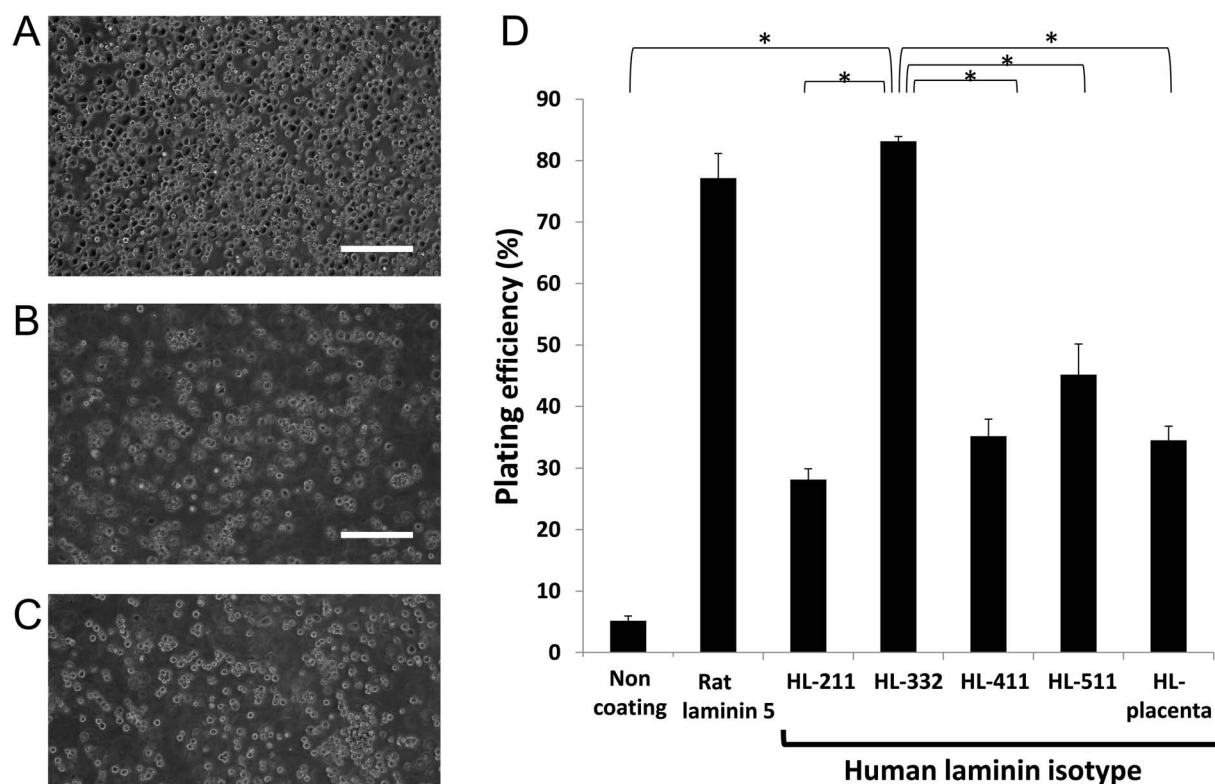 A
B
C
D
* *
*
* *
Plating efficiency (%)
90
80
70
60
50
40
30
20
10
0
Non coating
Rat laminin 5
HL-211
HL-332
HL-411
HL-511
HL-placenta
Human laminin isotype